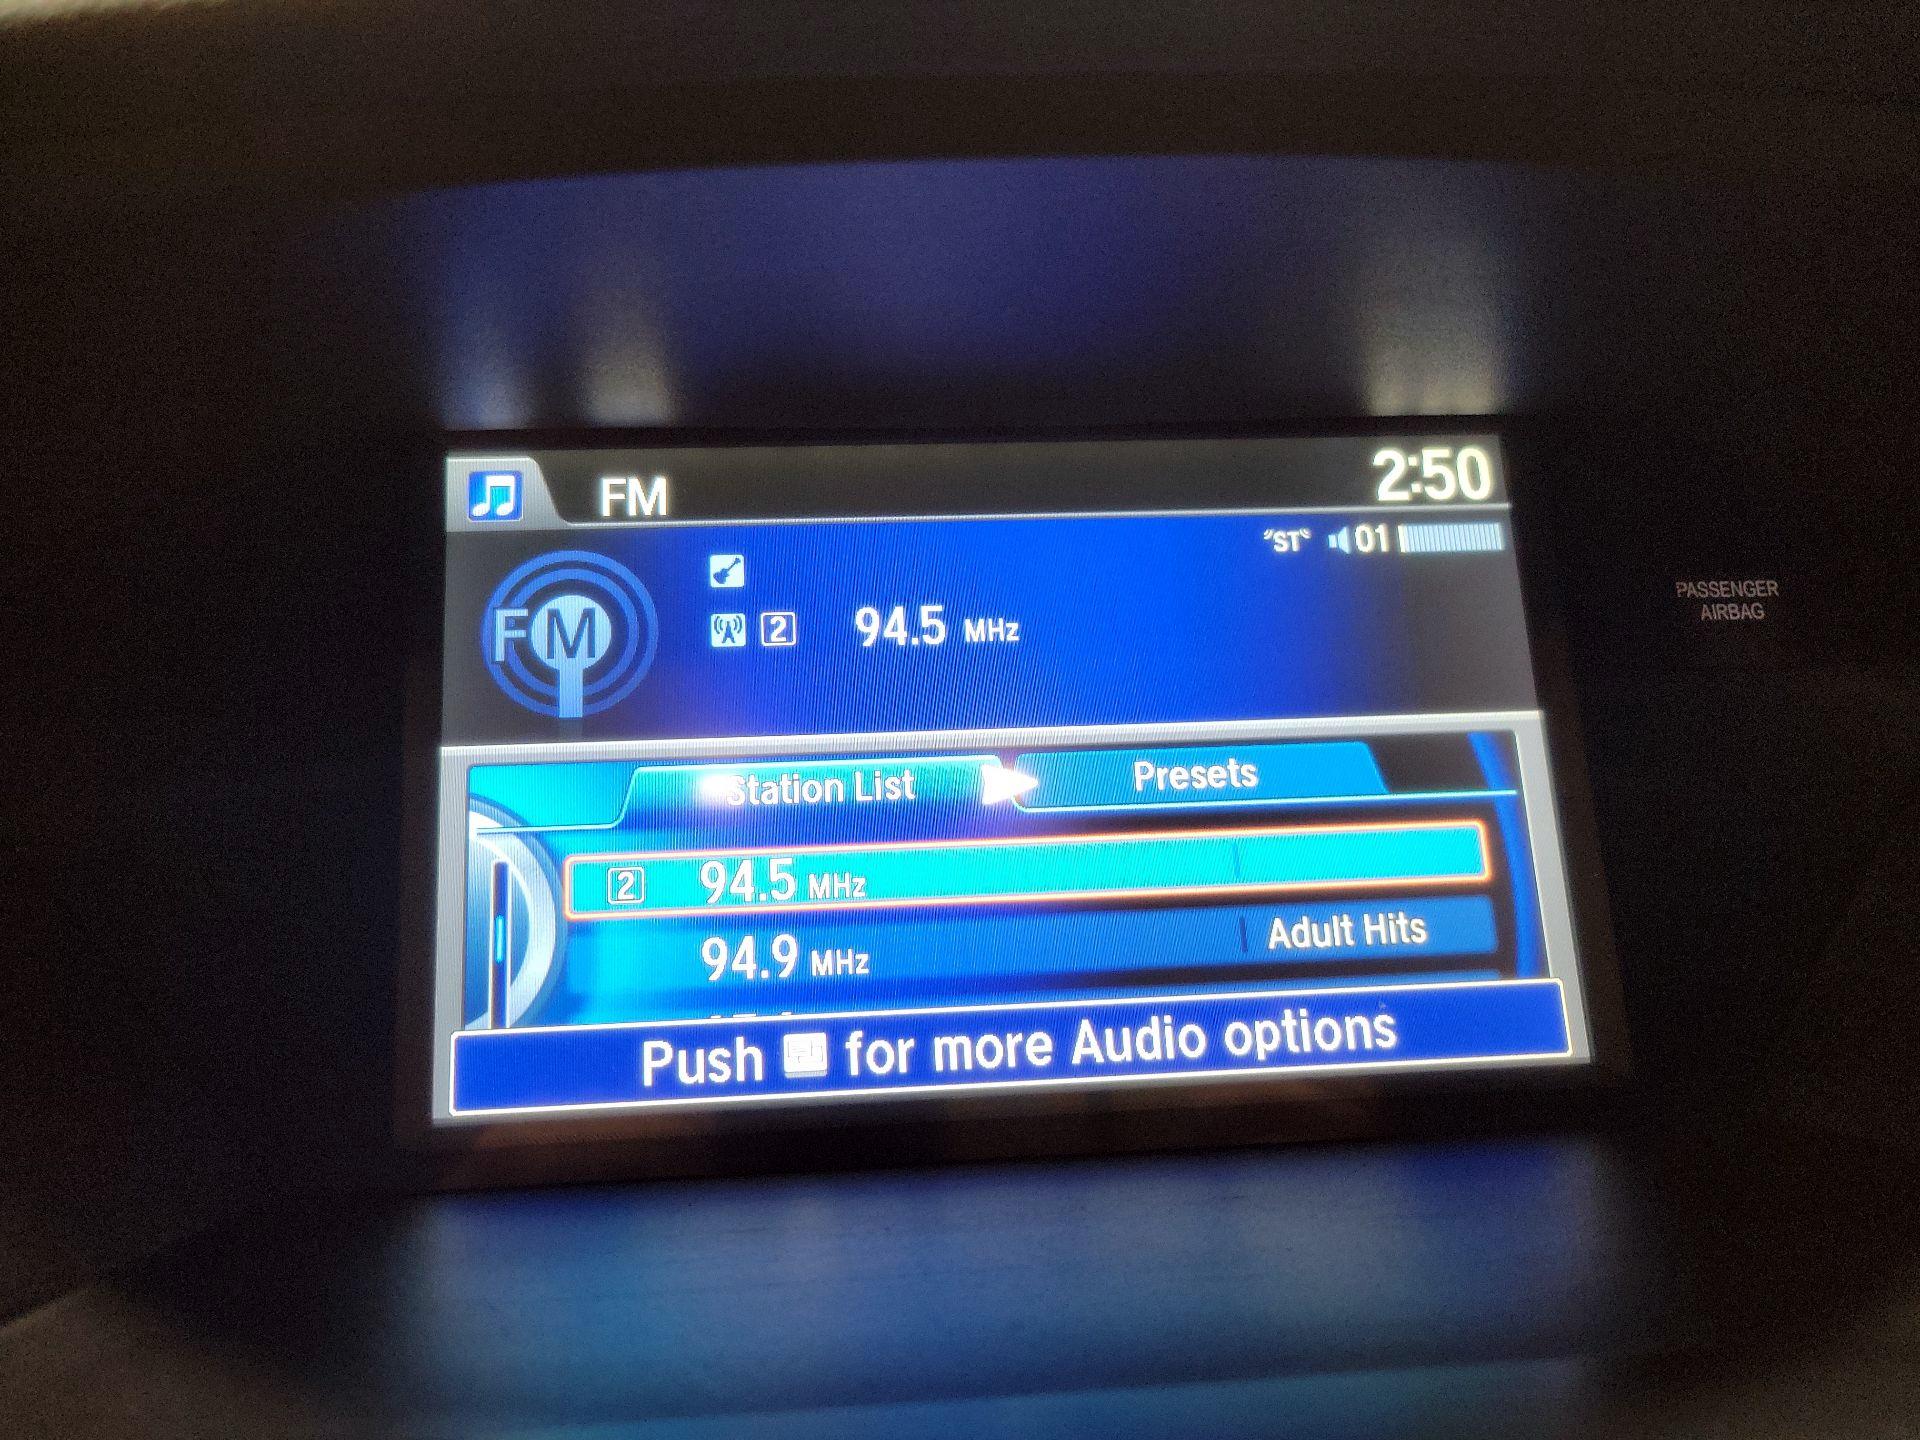 FM
2:50
"ST" 01
FM
2 94.5 MHz
Station List
Presets
2 94.5 MHz
94.9 MHz Adult Hits
Push for more Audio options
PASSENGER
AIRBAG